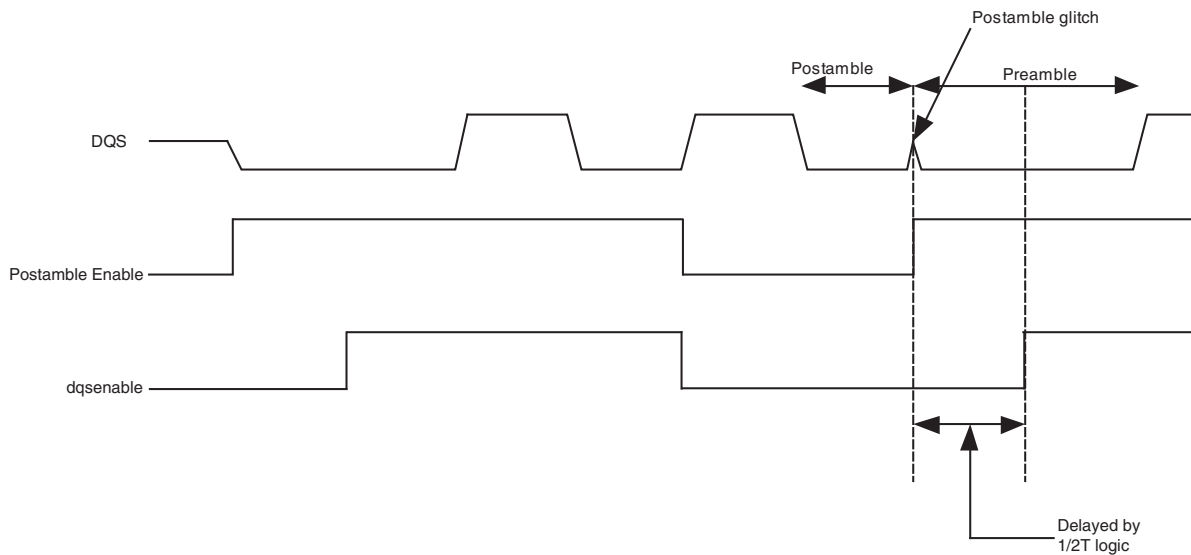 Postamble glitch
Postamble
Preamble
DQS
Postamble Enable
dqsenable
Delayed by
1/2T logic